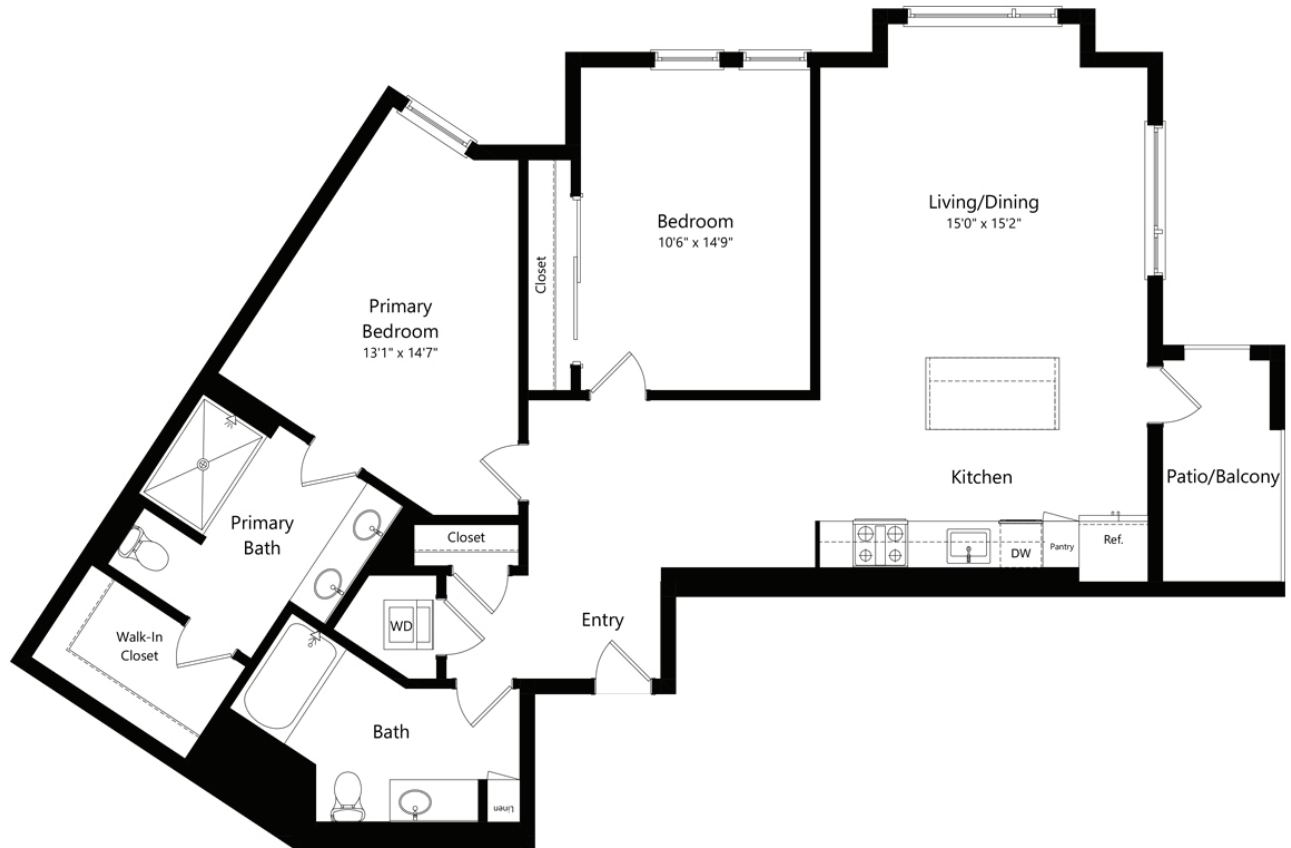 Living/Dining
15'0" x 15'2"
Bedroom
10'6" x 14'9"
Closet
Primary
Bedroom
13'1" x 14'7"
Kitchen
Patio/Balcony
Primary
Bath
Closet
DW
Pantry
Ref.
WD
Entry
Walk-In
Closet
Bath
Linen